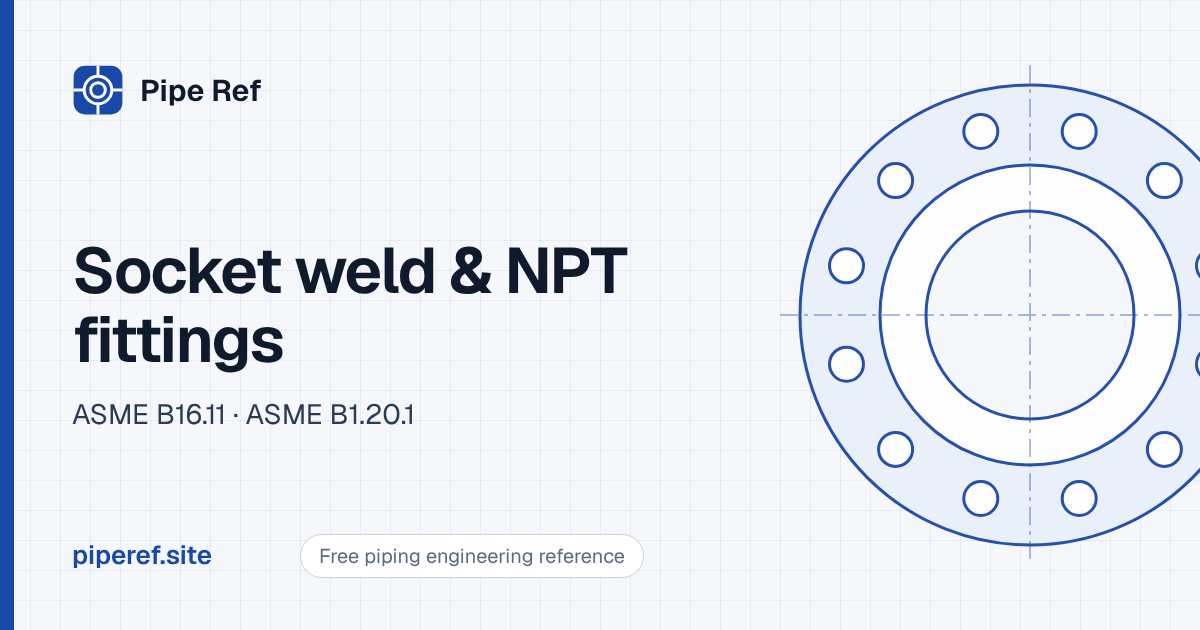 Pipe Ref
Socket weld & NPT
fittings
ASME B16.11 · ASME B1.20.1
piperef.site
Free piping engineering reference